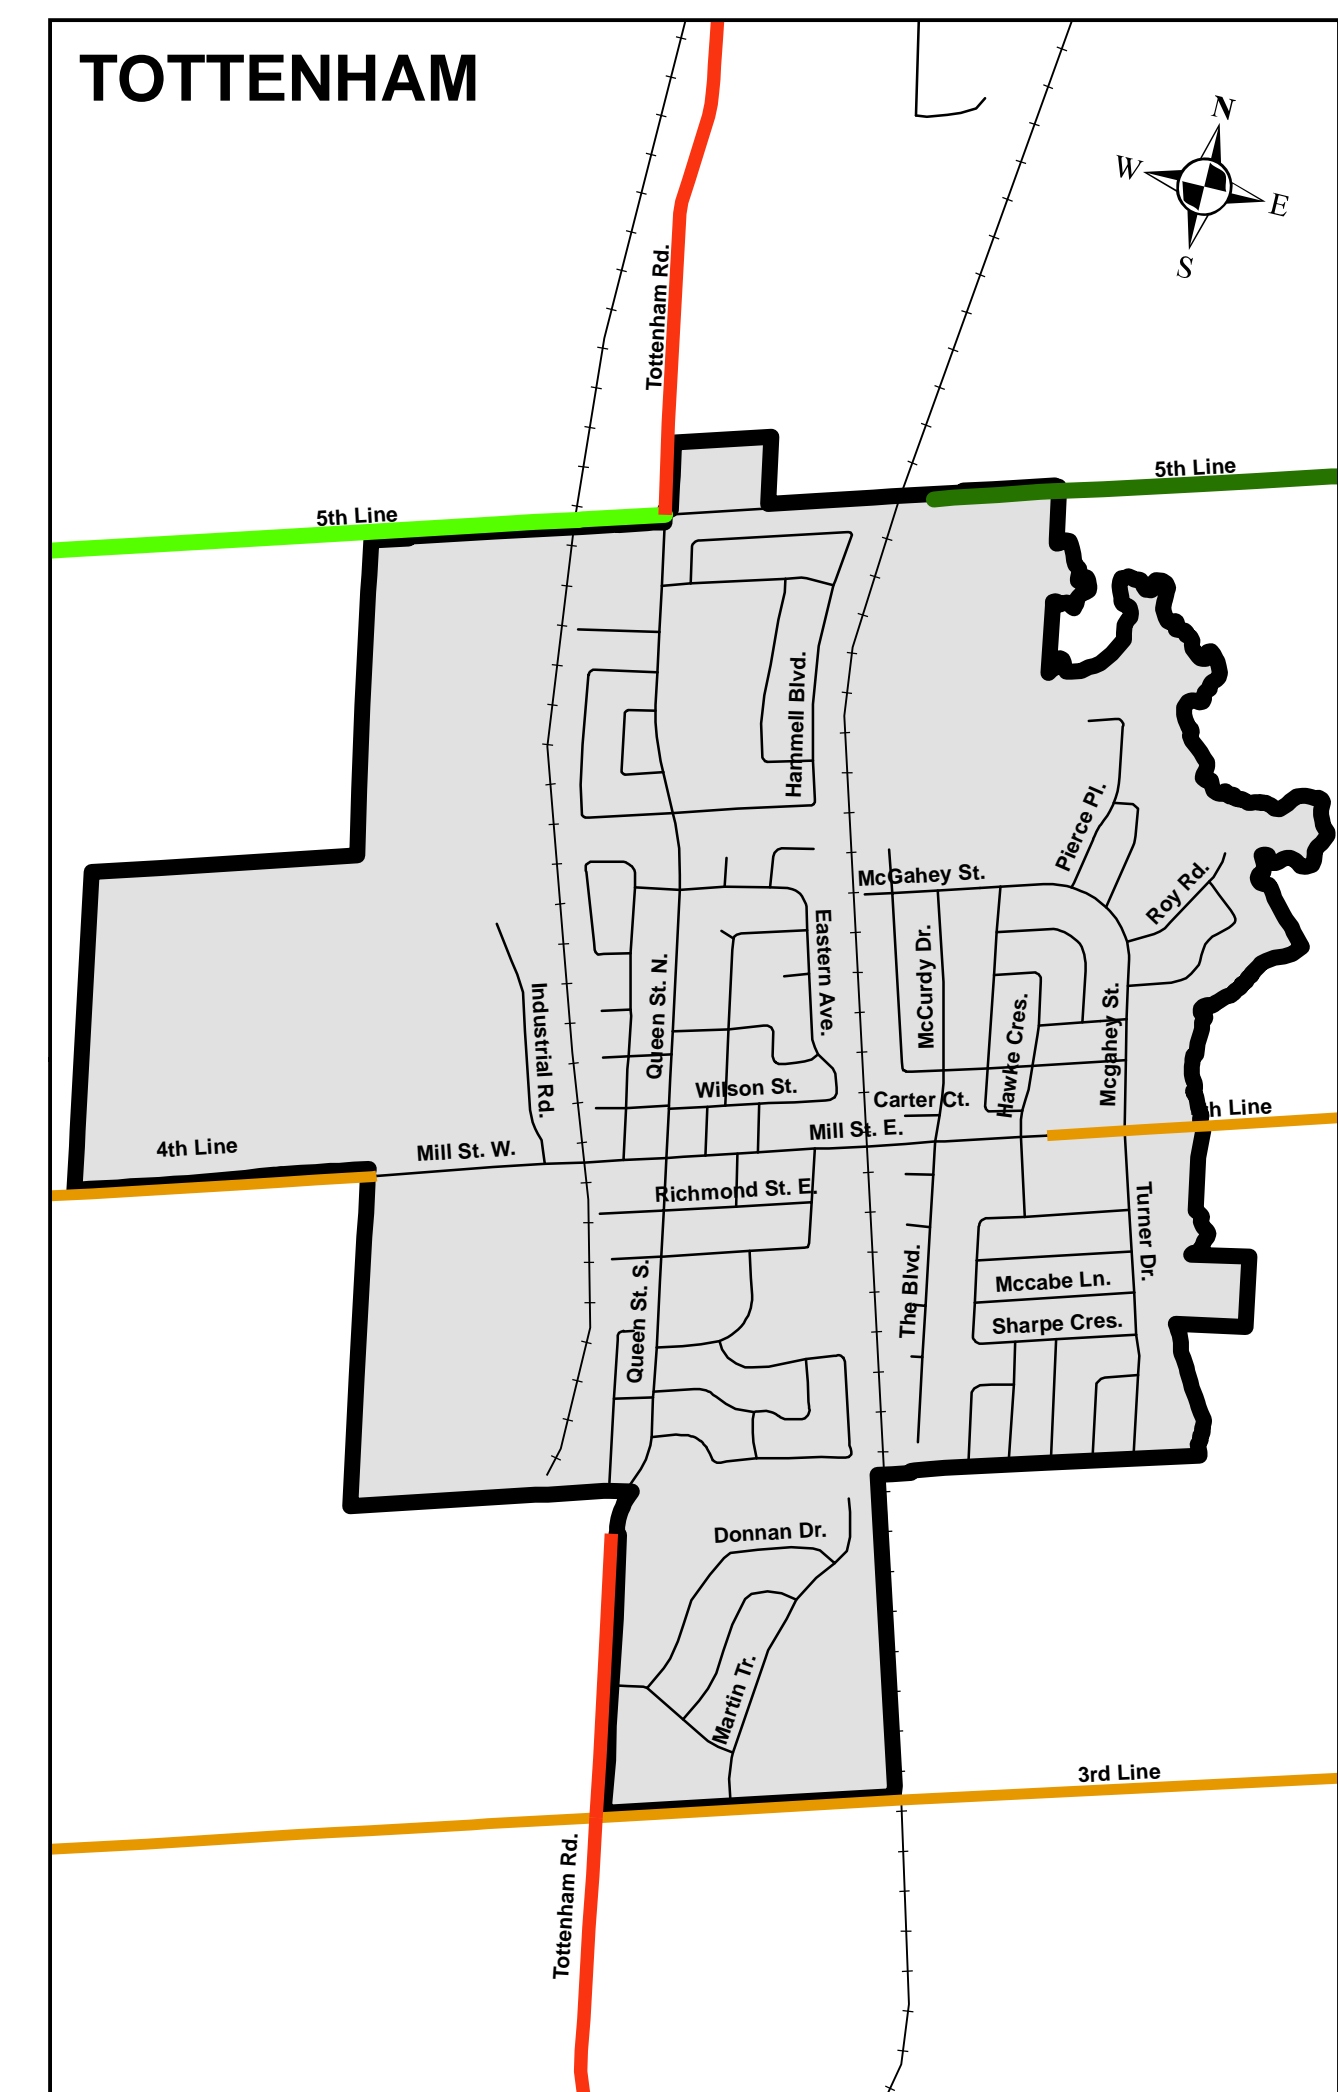 TOTTENHAM
N
W
E
S
Tottenham Rd.
5th Line
5th Line
Hammell Blvd.
Pierce Pl.
McGahey St.
Roy Rd.
Eastern Ave.
McCurdy Dr.
Queen St. N.
Industrial Rd.
Hawke Cres.
Mcgahey St.
Wilson St.
Carter Ct.
h Line
Mill St. E.
4th Line
Mill St. W.
Richmond St. E.
Turner Dr.
The Blvd.
Queen St. S.
Mccabe Ln.
Sharpe Cres.
Donnan Dr.
Martin Tr.
3rd Line
Tottenham Rd.